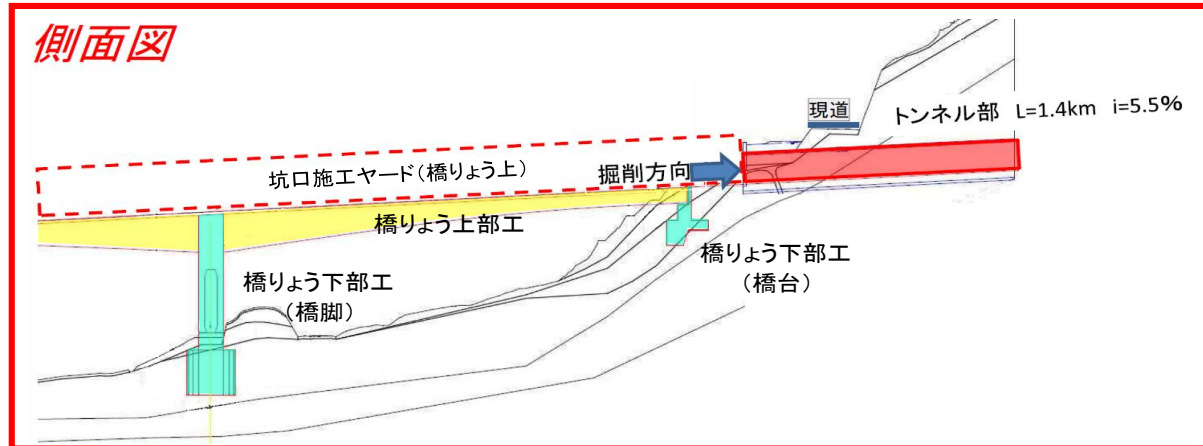 側面図
現道
トンネル部 L=1.4km i=5.5%
坑口施工ヤード(橋りょう上)
掘削方向
橋りょう上部工
橋りょう下部工
(橋台)
橋りょう下部工
(橋脚)